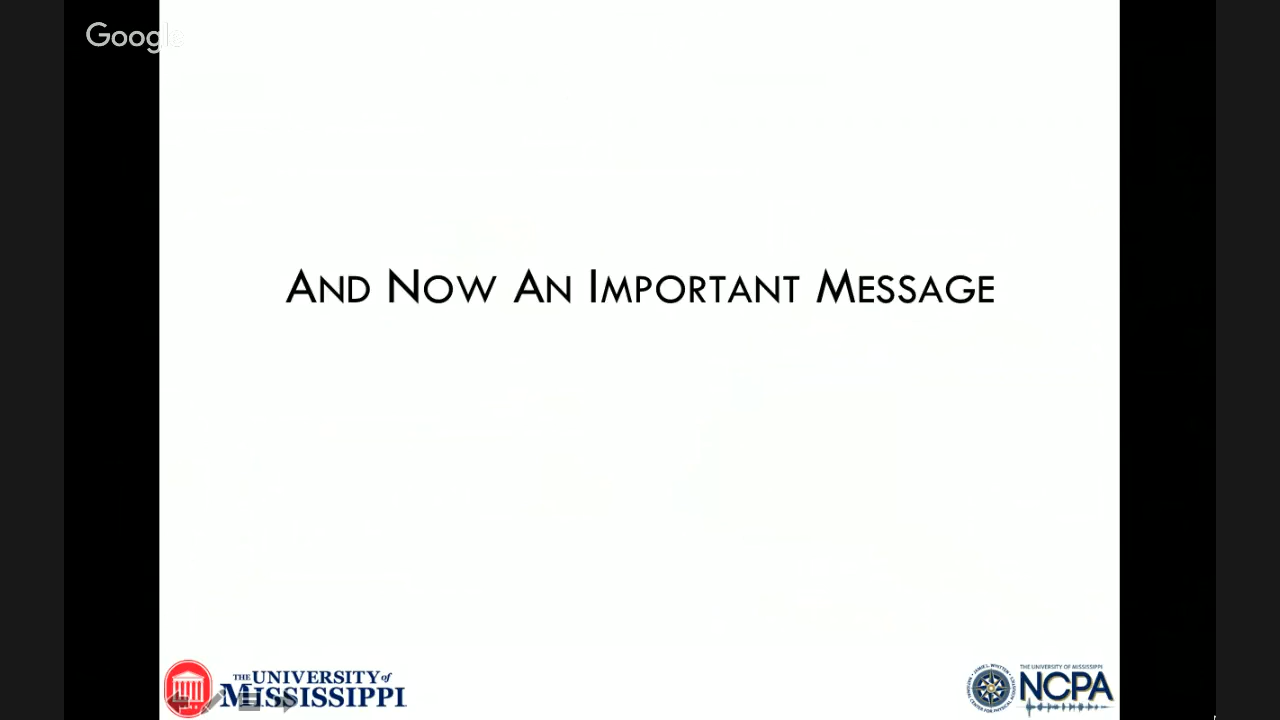 Google
AND NOW AN IMPORTANT MESSAGE
THE UNIVERSITY of
MISSISSIPPI
THE UNIVERSITY OF MISSISSIPPI
NCPA